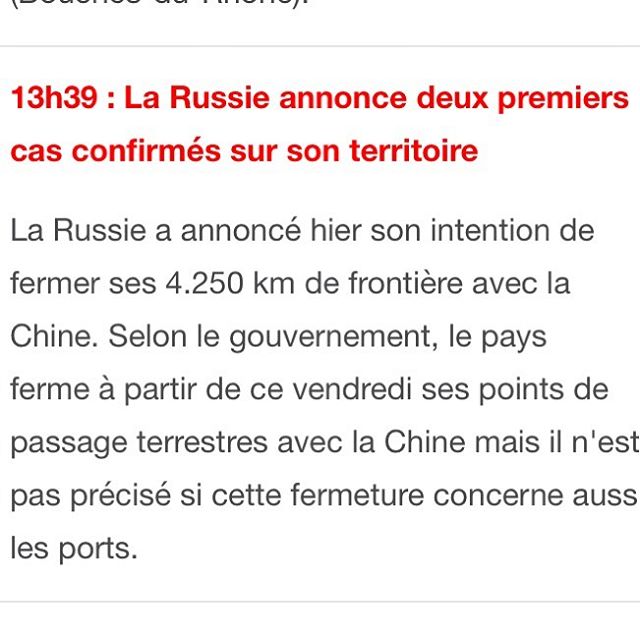 (Bouches-du-Rhône).
13h39 : La Russie annonce deux premiers
cas confirmés sur son territoire
La Russie a annoncé hier son intention de
fermer ses 4.250 km de frontière avec la
Chine. Selon le gouvernement, le pays
ferme à partir de ce vendredi ses points de
passage terrestres avec la Chine mais il n'est
pas précisé si cette fermeture concerne auss
les ports.